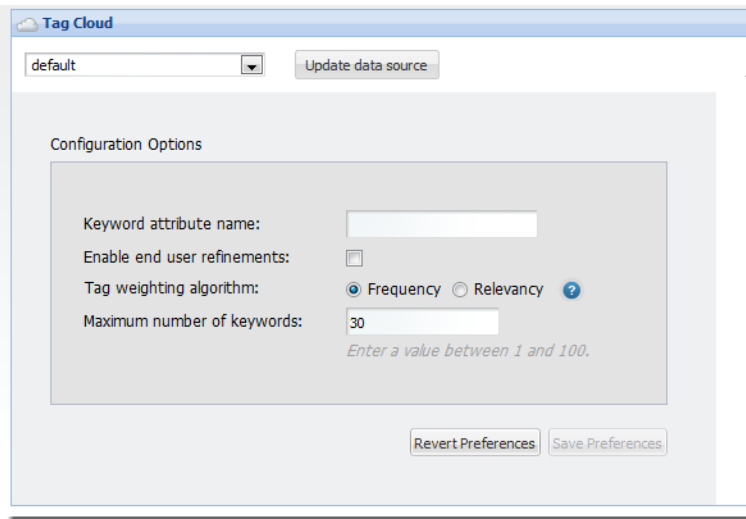 Tag Cloud
default
Update data source
Configuration Options
Keyword attribute name:
Enable end user refinements:
Tag weighting algorithm: Frequency Relevancy ?
Maximum number of keywords: 30
Enter a value between 1 and 100.
Revert Preferences Save Preferences